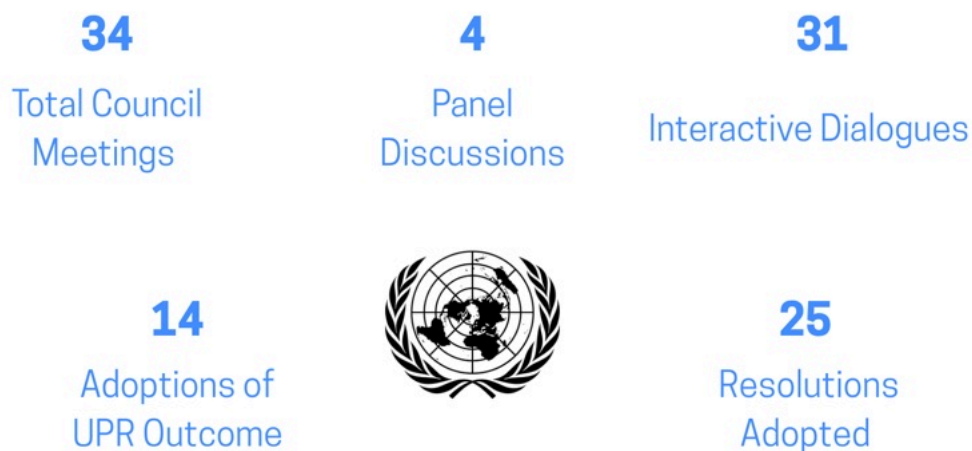 34
Total Council
Meetings
4
Panel
Discussions
31
Interactive Dialogues
14
Adoptions of
UPR Outcome
25
Resolutions
Adopted